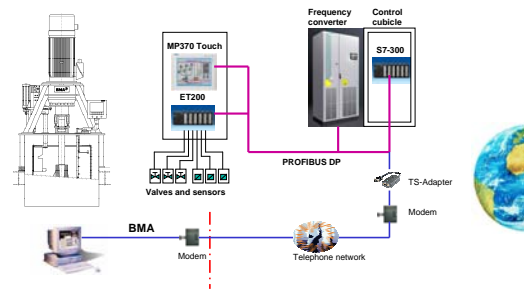 Frequency
converter
Control
cubicle
MP370 Touch
S7-300
BMA
ET200
PROFIBUS DP
TS-Adapter
Valves and sensors
Modem
BMA
Modem
Telephone network